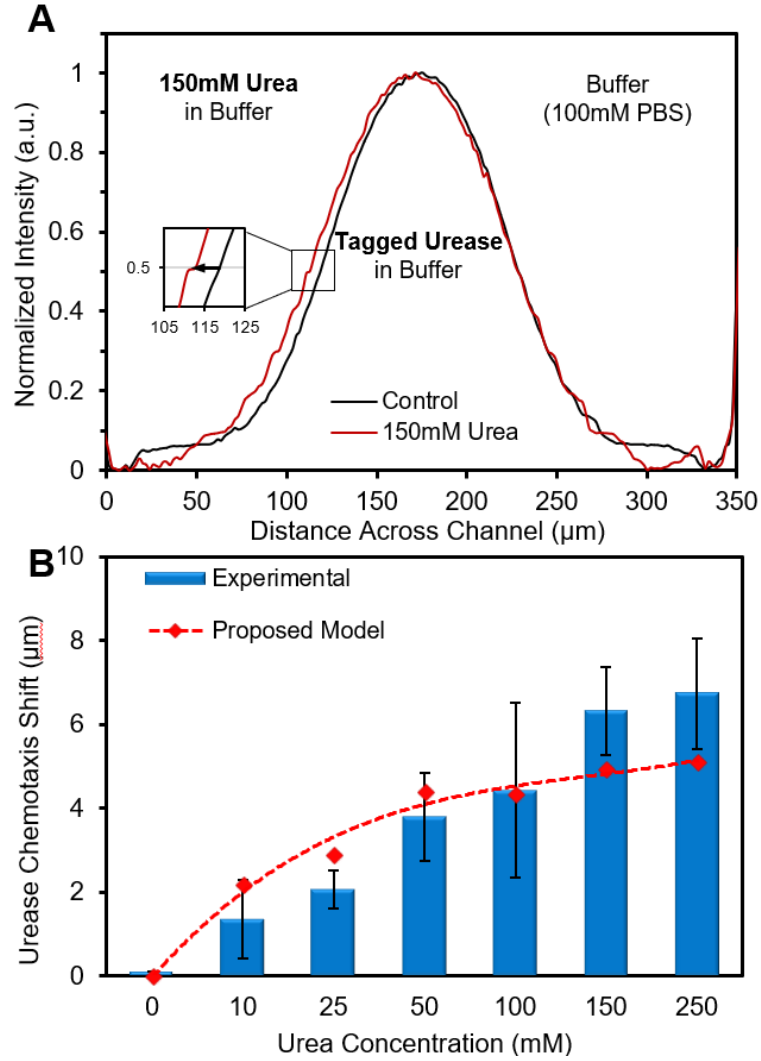 A
150mM Urea
in Buffer
Buffer
(100mM PBS)
Tagged Urease
in Buffer
0.5
105 115 125
Control
150mM Urea
Normalized Intensity (a.u.)
1
0.8
0.6
0.4
0.2
0
0 50 100 150 200 250 300 350
Distance Across Channel (µm)
B
Experimental
Proposed Model
Urease Chemotaxis Shift (µm)
10
8
6
4
2
0
0 10 25 50 100 150 250
Urea Concentration (mM)